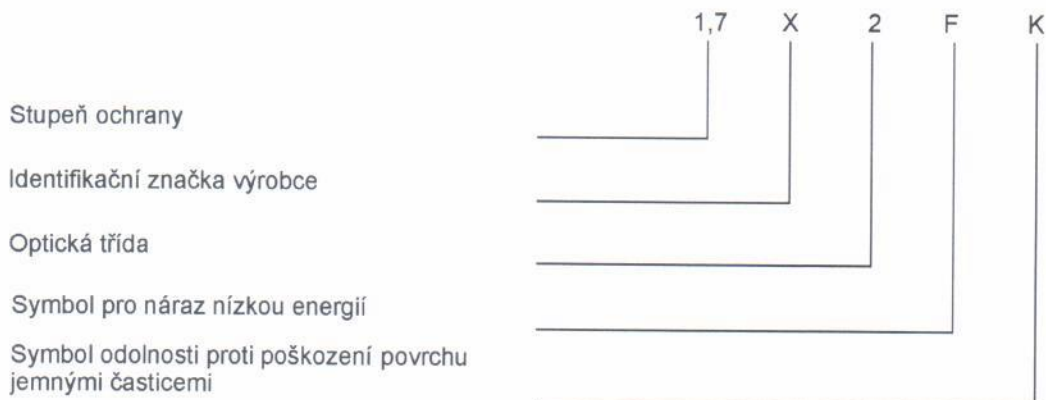 1,7 X 2 F K
Stupeň ochrany
Identifikační značka výrobce
Optická třída
Symbol pro náraz nízkou energií
Symbol odolnosti proti poškození povrchu
jemnými časticemi